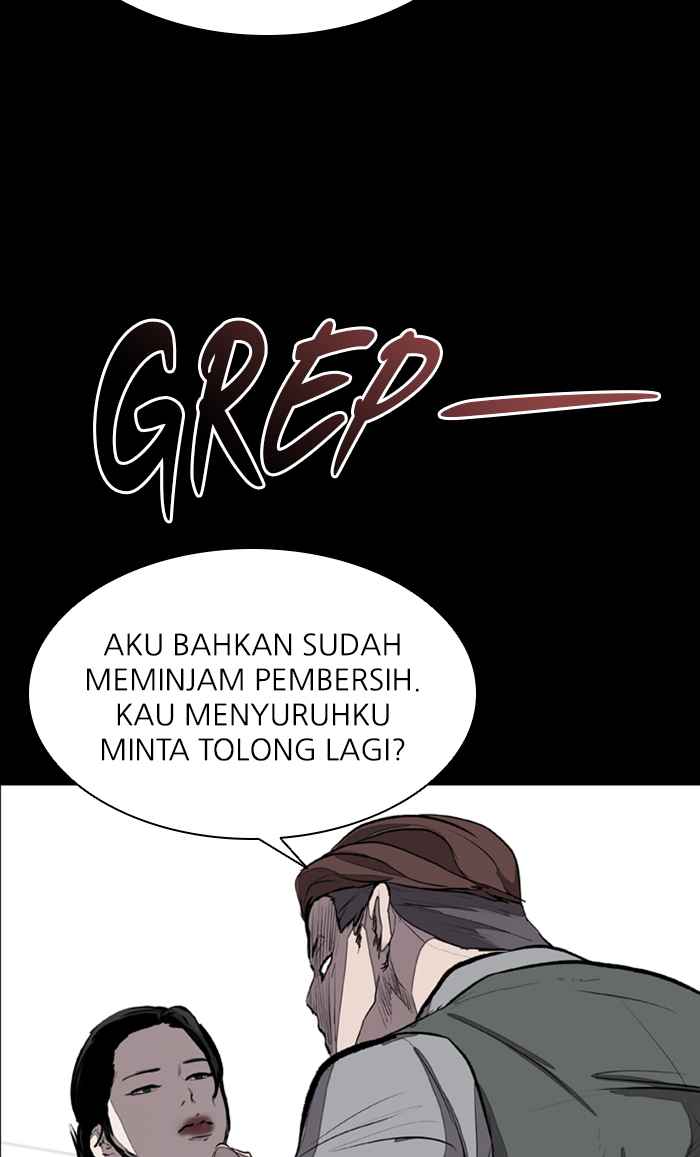 GREP—
AKU BAHKAN SUDAH
MEMINJAM PEMBERSIH.
KAU MENYURUHKU
MINTA TOLONG LAGI?